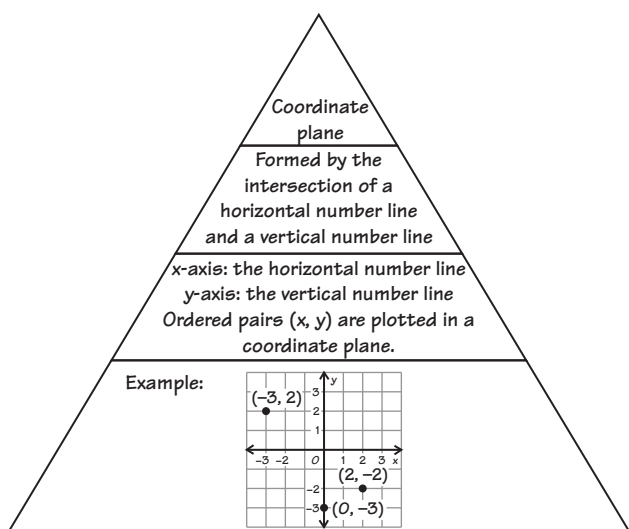 Coordinate
plane
Formed by the
intersection of a
horizontal number line
and a vertical number line
x-axis: the horizontal number line
y-axis: the vertical number line
Ordered pairs (x, y) are plotted in a
coordinate plane.
Example:
y
3
(−3, 2)
2
1
−3 −2 O 1 2 3 x
(2, −2)
−2
−3 (0, −3)